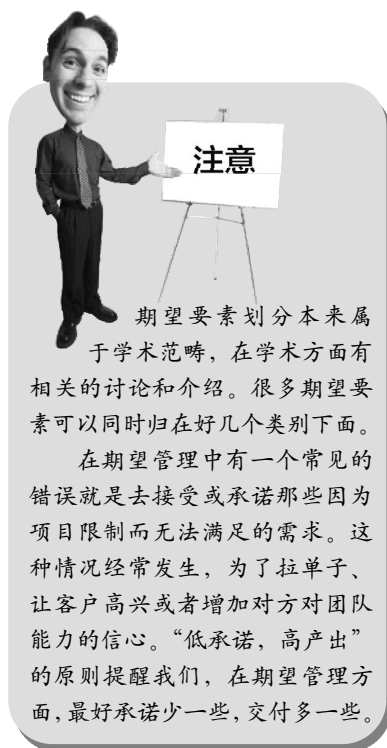 注意
期望要素划分本来属
于学术范畴，在学术方面有
相关的讨论和介绍。很多期望要
素可以同时归在好几个类别下面。
在期望管理中有一个常见的
错误就是去接受或承诺那些因为
项目限制而无法满足的需求。这
种情况经常发生，为了拉单子、
让客户高兴或者增加对方对团队
能力的信心。“低承诺，高产出”
的原则提醒我们，在期望管理方
面，最好承诺少一些，交付多一些。